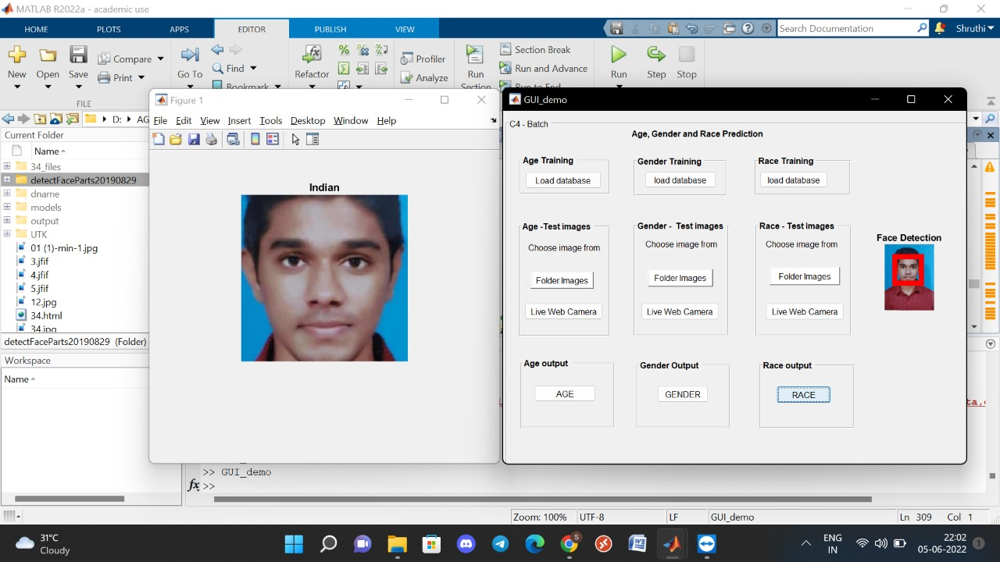 MATLAB R2022a - academic use
HOME PLOTS APPS EDITOR PUBLISH VIEW
Search Documentation
Shruthi
New Open Save
Compare
Print
Go To
Find
Bookmark
Refactor
Profiler
Analyze
Run
Section
Section Break
Run and Advance
Run to End
Run Step Stop
FILE
D: AG
Current Folder
Name
34_files
detectFaceParts20190829
dname
models
output
UTK
01 (1)-min-1.jpg
3.jfif
4.jfif
5.jfif
12.jpg
34.html
34.jpg
detectFaceParts20190829 (Folder)
Workspace
Name
Figure 1
File Edit View Insert Tools Desktop Window Help
Indian
GUI_demo
C4 - Batch
Age, Gender and Race Prediction
Age Training
Load database
Gender Training
load database
Race Training
load database
Age -Test images
Choose image from
Folder Images
Live Web Camera
Gender - Test images
Choose image from
Folder Images
Live Web Camera
Race - Test images
Choose image from
Folder Images
Live Web Camera
Face Detection
Age output
AGE
Gender Output
GENDER
Race output
RACE
>> GUI_demo
fx >>
Zoom: 100% UTF-8 LF GUI_demo Ln 309 Col 1
31°C
Cloudy
ENG
IN
22:02
05-06-2022
1